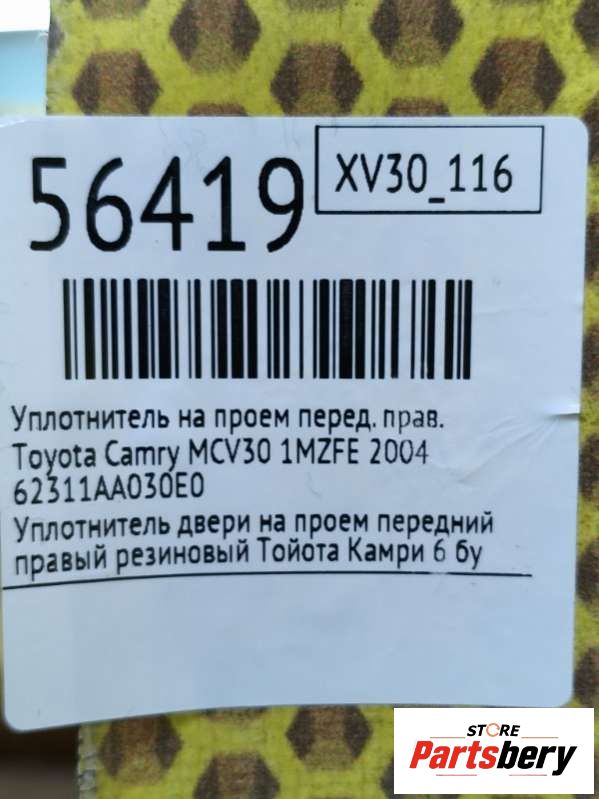 56419
XV30_116
Уплотнитель на проем перед. прав.
Toyota Camry MCV30 1MZFE 2004
62311AA030E0
Уплотнитель двери на проем передний
правый резиновый Тойота Камри 6 бу
STORE
Partsbery